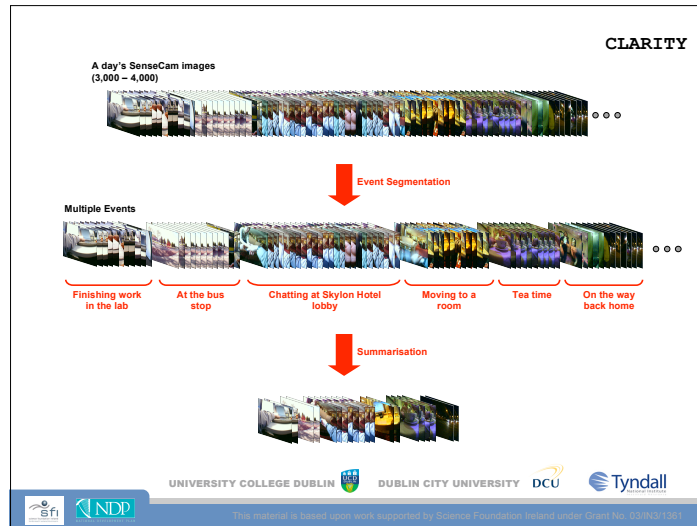 CLARITY
A day's SenseCam images
(3,000 – 4,000)
Event Segmentation
Multiple Events
Finishing work
in the lab
At the bus
stop
Chatting at Skylon Hotel
lobby
Moving to a
room
Tea time
On the way
back home
Summarisation
UNIVERSITY COLLEGE DUBLIN
UCD
DUBLIN CITY UNIVERSITY
DCU
Tyndall
National Institute
sfi
NDP
This material is based upon work supported by Science Foundation Ireland under Grant No. 03/IN3/1361